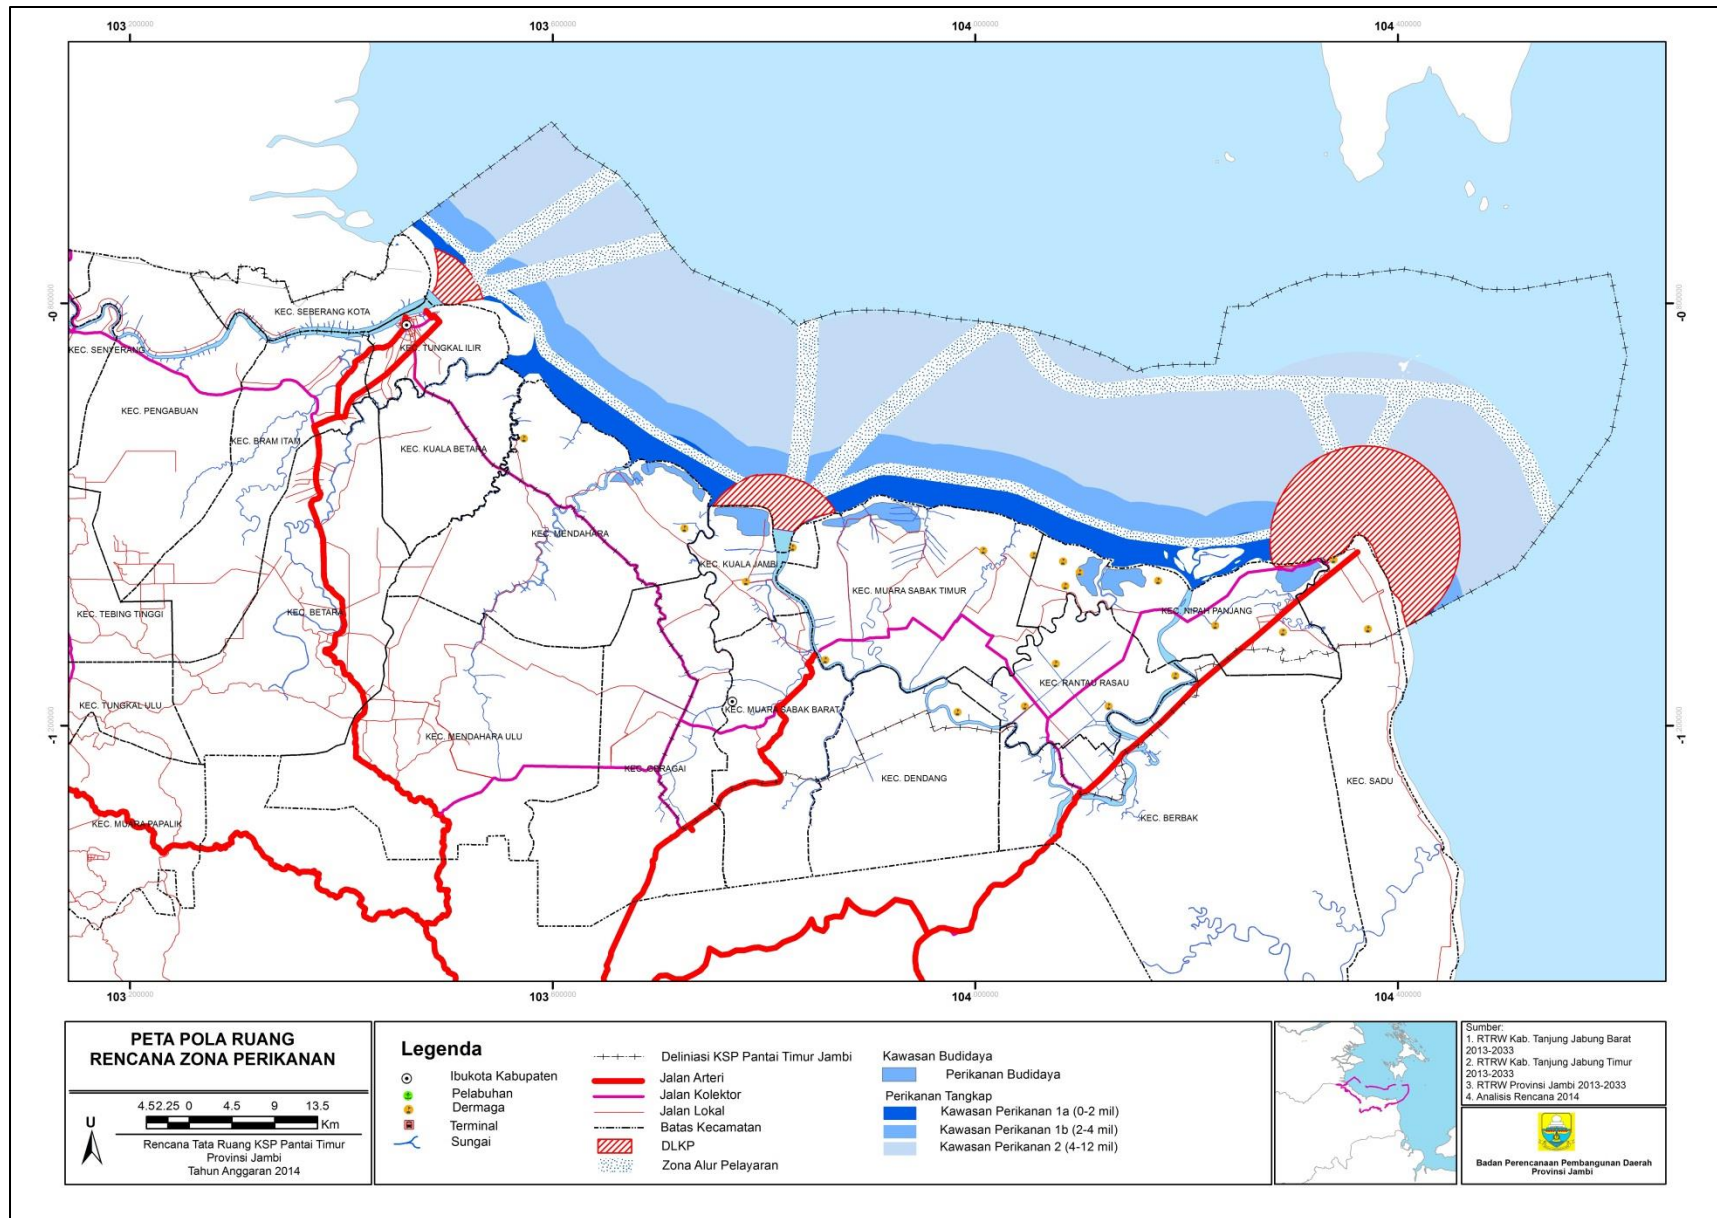 103.200000
103.600000
104.000000
104.400000
KEC. SEBERANG KOTA
KEC. SENYERANG
KEC. TUNGKAL ILIR
KEC. PENGABUAN
KEC. BRAM ITAM
KEC. KUALA BETARA
KEC. MENDAHARA
KEC. KUALA JAMBI
KEC. MUARA SABAK TIMUR
KEC. NIPAH PANJANG
KEC. TEBING TINGGI
KEC. BETARA
KEC. RANTAU RASAU
KEC. TUNGKAL ULU
KEC. MENDAHARA ULU
KEC. MUARA SABAK BARAT
KEC. GERAGAI
KEC. DENDANG
KEC. SADU
KEC. MUARA PAPALIK
KEC. BERBAK
103.200000
103.600000
104.000000
104.400000
PETA POLA RUANG
RENCANA ZONA PERIKANAN
U
4.52.25 0 4.5 9 13.5
Km
Rencana Tata Ruang KSP Pantai Timur
Provinsi Jambi
Tahun Anggaran 2014
Legenda
Ibukota Kabupaten
Pelabuhan
Dermaga
Terminal
Sungai
Deliniasi KSP Pantai Timur Jambi
Jalan Arteri
Jalan Kolektor
Jalan Lokal
Batas Kecamatan
DLKP
Zona Alur Pelayaran
Kawasan Budidaya
Perikanan Budidaya
Perikanan Tangkap
Kawasan Perikanan 1a (0-2 mil)
Kawasan Perikanan 1b (2-4 mil)
Kawasan Perikanan 2 (4-12 mil)
Sumber:
1. RTRW Kab. Tanjung Jabung Barat
2013-2033
2. RTRW Kab. Tanjung Jabung Timur
2013-2033
3. RTRW Provinsi Jambi 2013-2033
4. Analisis Rencana 2014
Badan Perencanaan Pembangunan Daerah
Provinsi Jambi